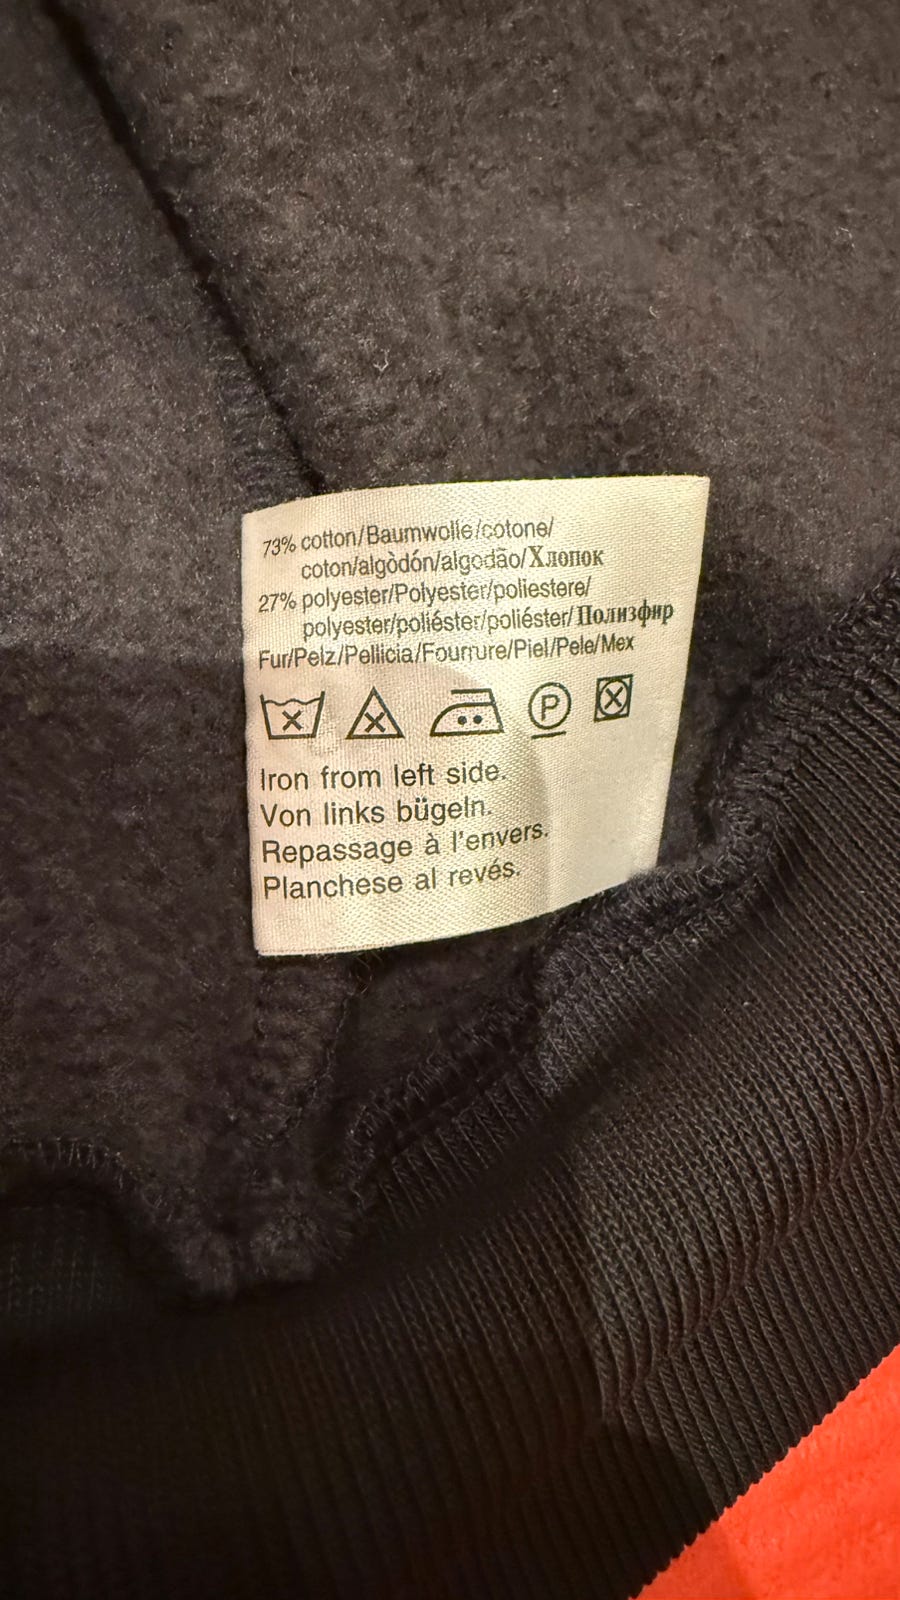 73% cotton/Baumwolle/cotone/
coton/algòdón/algodão/Хлопок
27% polyester/Polyester/poliestere/
polyester/poliéster/poliéster/Полизфир
Fur/Pelz/Pellicia/Fourrure/Piel/Pele/Mex
P
Iron from left side.
Von links bügeln.
Repassage à l'envers.
Planchese al revés.